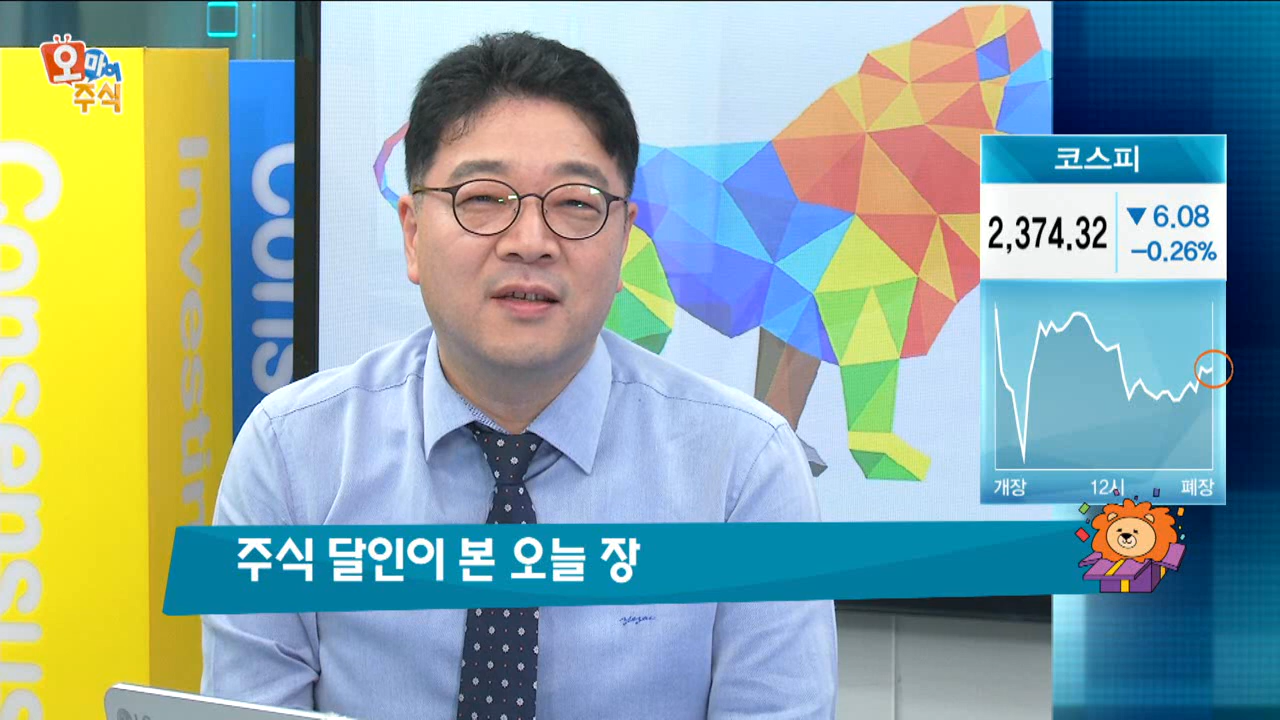 오마이
주식
Consensus
Investin
Cons
코스피
2,374.32
▼6.08
-0.26%
개장 12시 폐장
주식 달인이 본 오늘 장